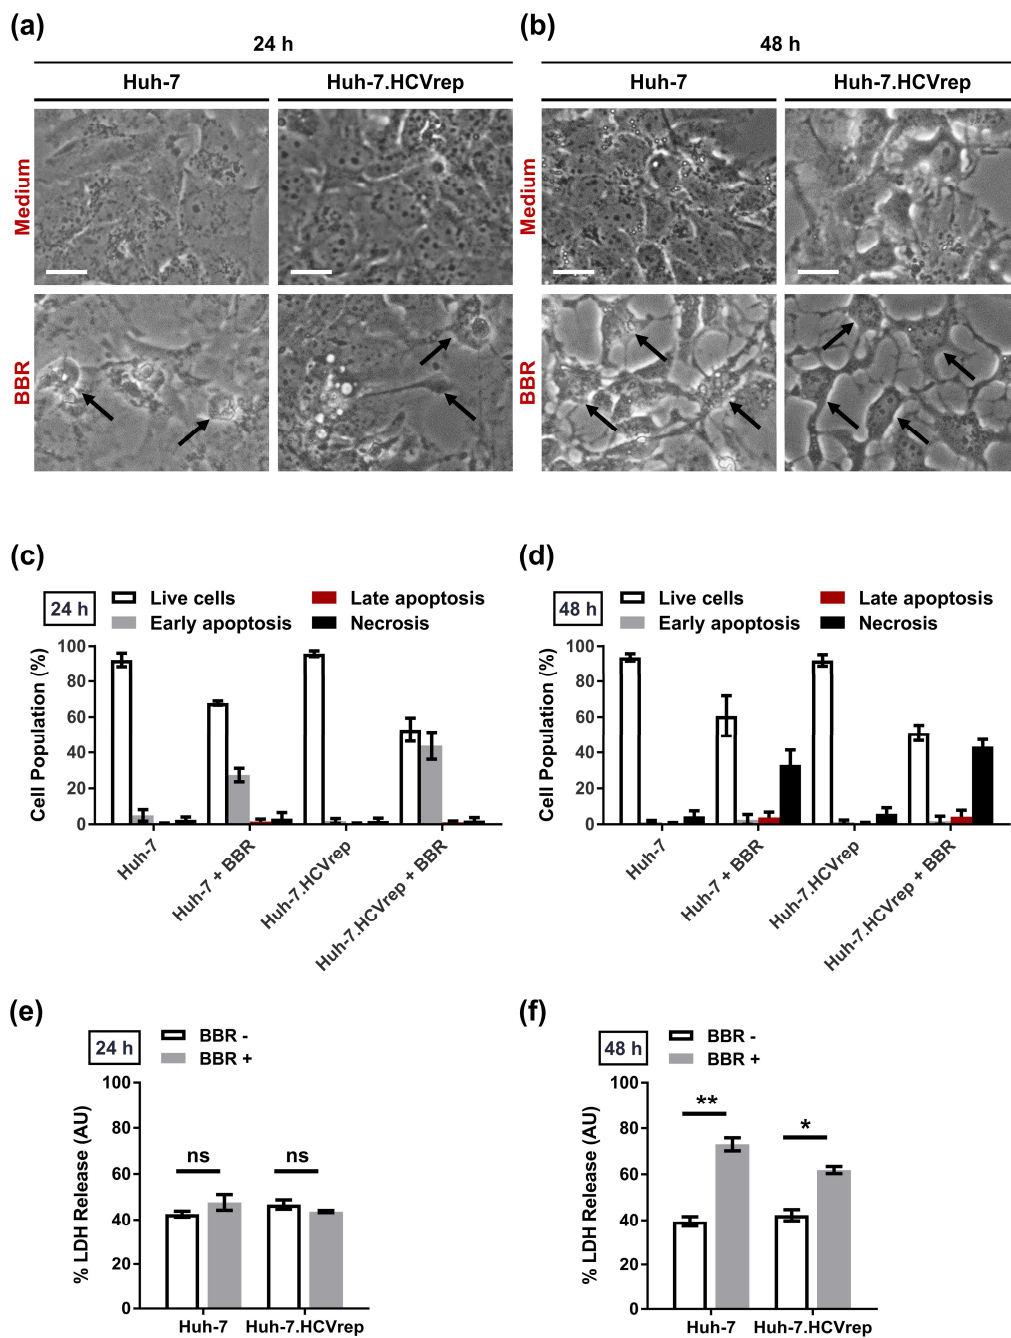 (a)
24 h
Huh-7
Huh-7.HCVrep
Medium
BBR
(b)
48 h
Huh-7
Huh-7.HCVrep
Medium
BBR
(c)
24 h
Live cells
Late apoptosis
Early apoptosis
Necrosis
Cell Population (%)
100
80
60
40
20
0
Huh-7
Huh-7 + BBR
Huh-7.HCVrep
Huh-7.HCVrep + BBR
(d)
48 h
Live cells
Late apoptosis
Early apoptosis
Necrosis
Cell Population (%)
100
80
60
40
20
0
Huh-7
Huh-7 + BBR
Huh-7.HCVrep
Huh-7.HCVrep + BBR
(e)
24 h
BBR -
BBR +
% LDH Release (AU)
100
80
60
40
20
0
ns
ns
Huh-7
Huh-7.HCVrep
(f)
48 h
BBR -
BBR +
% LDH Release (AU)
100
80
60
40
20
0
**
*
Huh-7
Huh-7.HCVrep